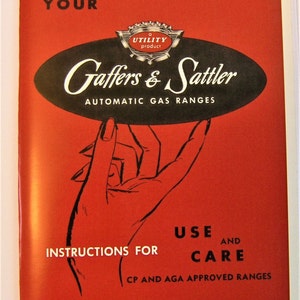 YOUR
a
UTILITY
product
Gaffers & Sattler
AUTOMATIC GAS RANGES
INSTRUCTIONS FOR
USE
AND
CARE
CP AND AGA APPROVED RANGES